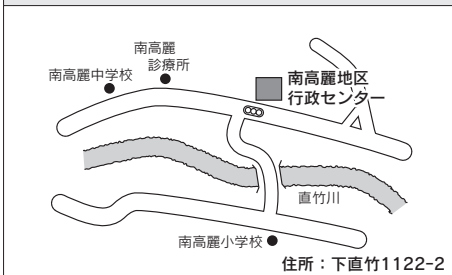 南高麗
診療所
南高麗中学校
南高麗地区
行政センター
直竹川
南高麗小学校
住所：下直竹1122-2